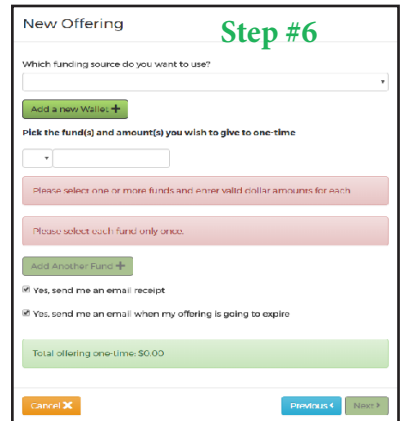 New Offering
Step #6
Which funding source do you want to use?
Add a new Wallet +
Pick the fund(s) and amount(s) you wish to give to one-time
Please select one or more funds and enter valid dollar amounts for each
Please select each fund only once.
Add Another Fund +
Yes, send me an email receipt
Yes, send me an email when my offering is going to expire
Total offering one-time: $0.00
Cancel X
Previous <
Next >